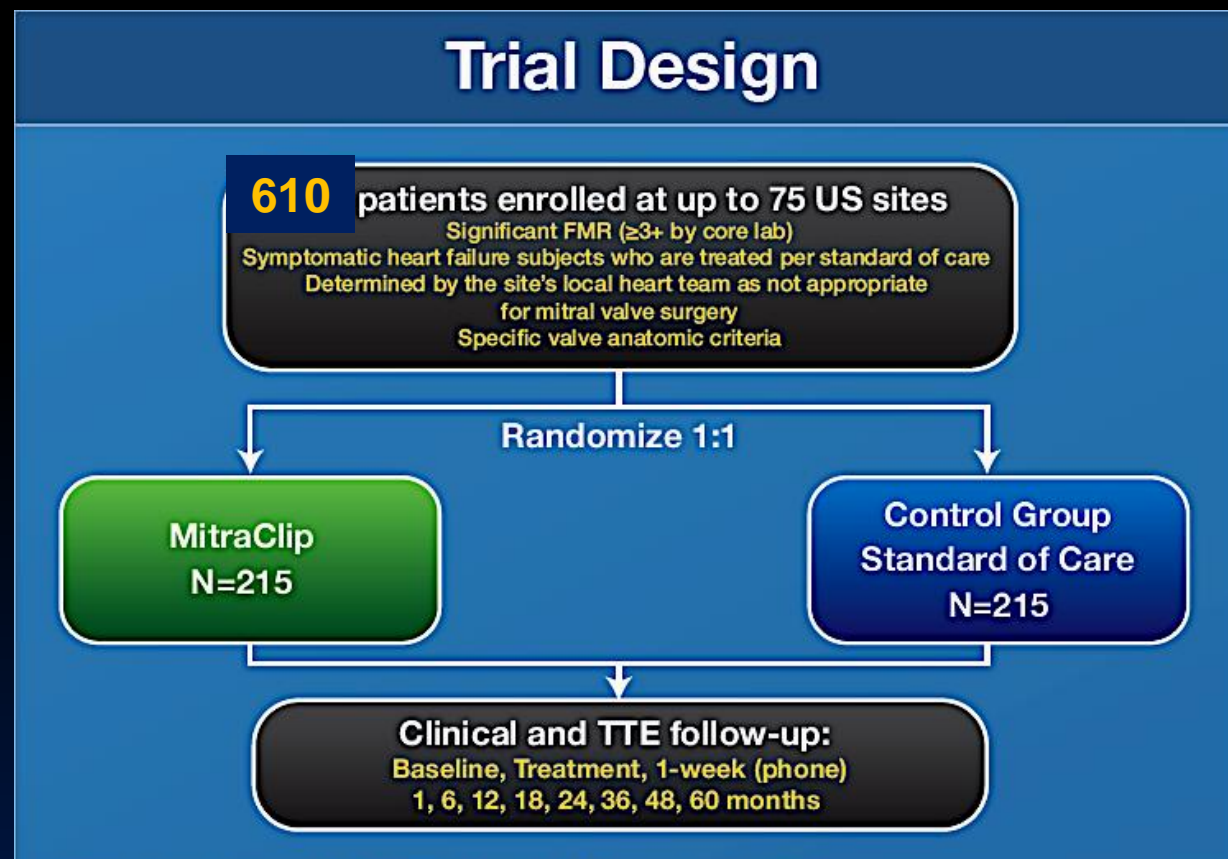 Trial Design
610 patients enrolled at up to 75 US sites
Significant FMR (≥3+ by core lab)
Symptomatic heart failure subjects who are treated per standard of care
Determined by the site's local heart team as not appropriate
for mitral valve surgery
Specific valve anatomic criteria
Randomize 1:1
MitraClip
N=215
Control Group
Standard of Care
N=215
Clinical and TTE follow-up:
Baseline, Treatment, 1-week (phone)
1, 6, 12, 18, 24, 36, 48, 60 months